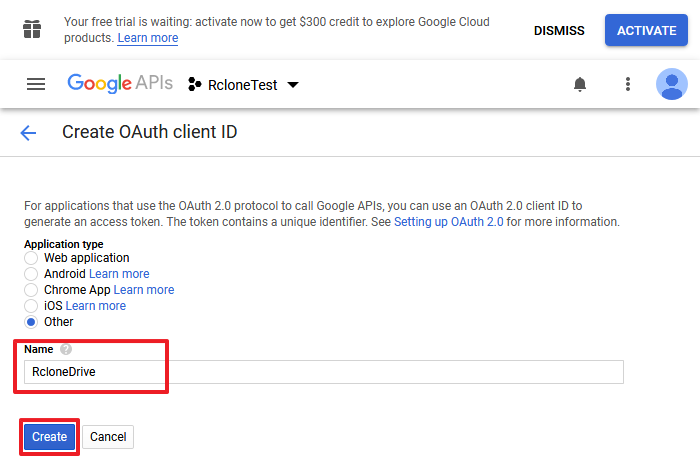 Your free trial is waiting: activate now to get $300 credit to explore Google Cloud
products. Learn more
DISMISS
ACTIVATE
Google APIs
RcloneTest
Create OAuth client ID
For applications that use the OAuth 2.0 protocol to call Google APIs, you can use an OAuth 2.0 client ID to
generate an access token. The token contains a unique identifier. See Setting up OAuth 2.0 for more information.
Application type
Web application
Android Learn more
Chrome App Learn more
iOS Learn more
Other
Name ?
RcloneDrive
Create
Cancel